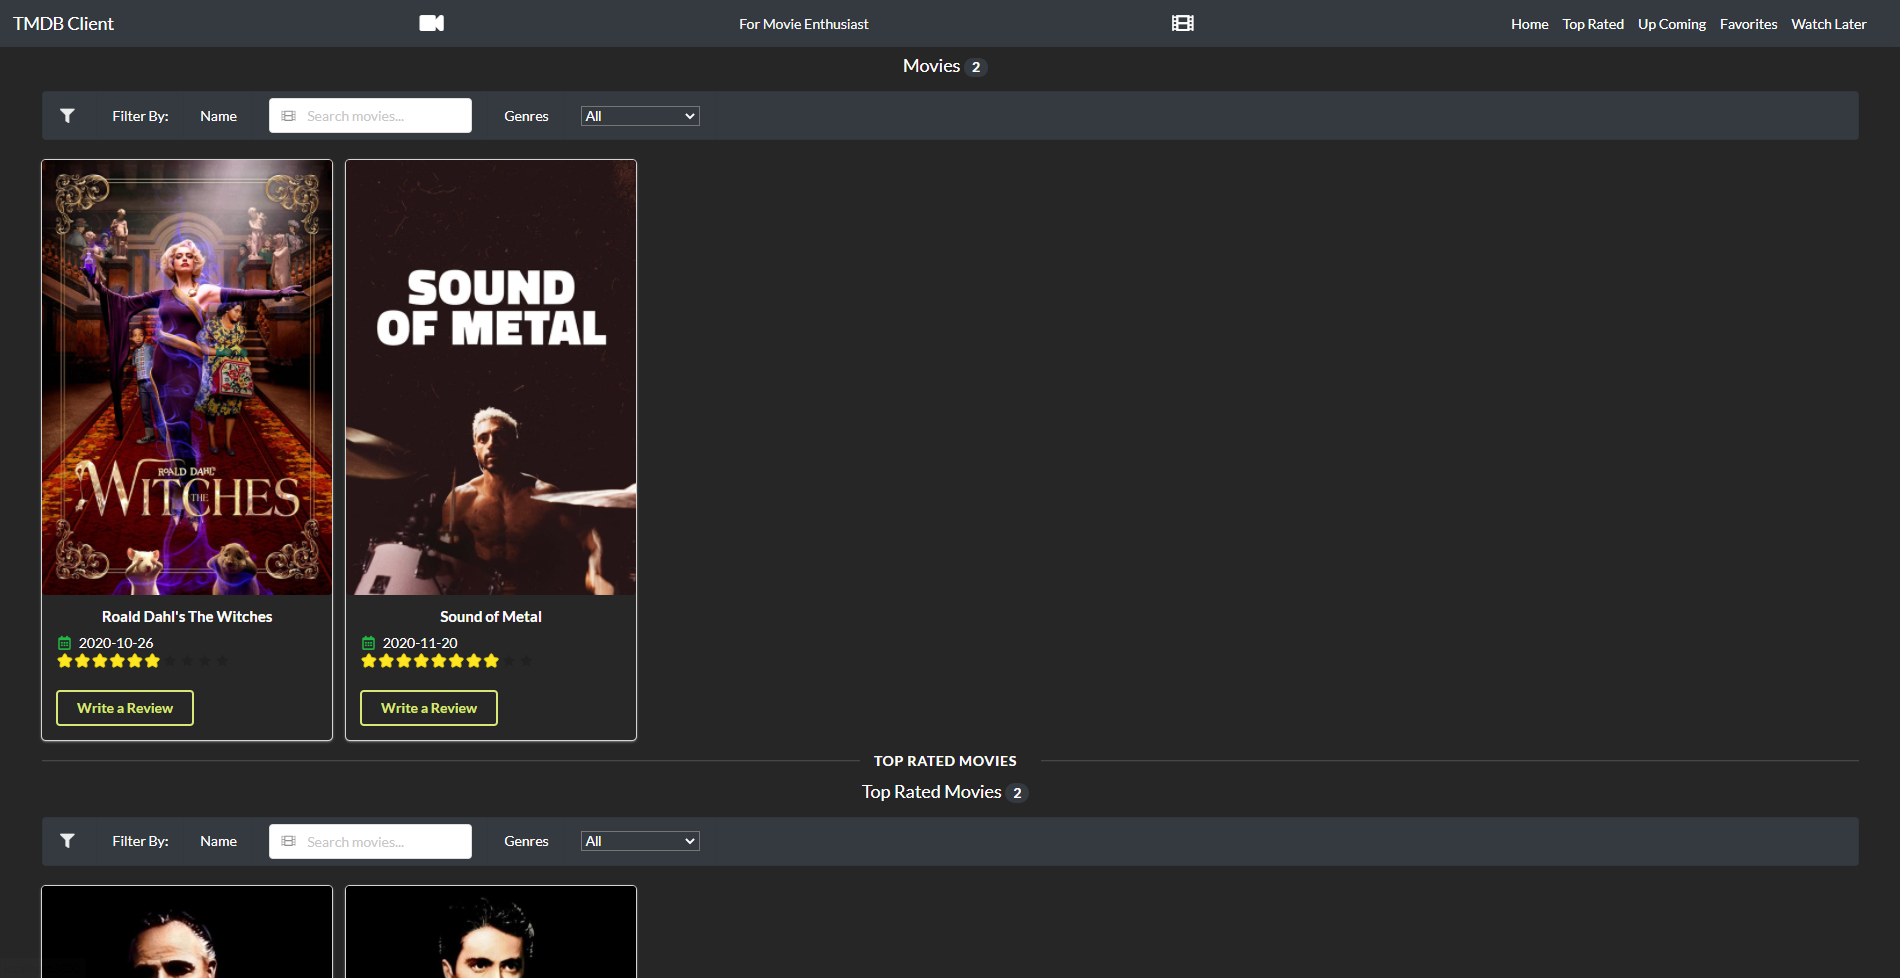 TMDB Client For Movie Enthusiast Home Top Rated Up Coming Favorites Watch Later
Movies 2
Filter By: Name Search movies... Genres All
ROALD DAHL'S
THE WITCHES
SOUND
OF METAL
Roald Dahl's The Witches
2020-10-26
Write a Review
Sound of Metal
2020-11-20
Write a Review
TOP RATED MOVIES
Top Rated Movies 2
Filter By: Name Search movies... Genres All